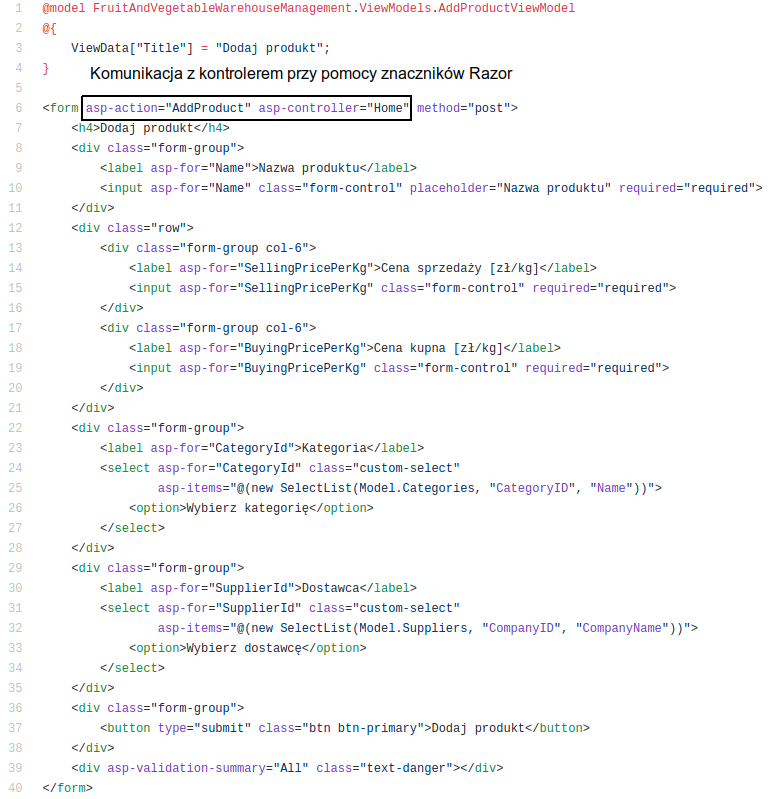 1 @model FruitAndVegetableWarehouseManagement.ViewModels.AddProductViewModel
2 @{
3     ViewData["Title"] = "Dodaj produkt";
4 }
Komunikacja z kontrolerem przy pomocy znaczników Razor
5
6 <form asp-action="AddProduct" asp-controller="Home" method="post">
7     <h4>Dodaj produkt</h4>
8     <div class="form-group">
9         <label asp-for="Name">Nazwa produktu</label>
10         <input asp-for="Name" class="form-control" placeholder="Nazwa produktu" required="required">
11     </div>
12     <div class="row">
13         <div class="form-group col-6">
14             <label asp-for="SellingPricePerKg">Cena sprzedaży [zł/kg]</label>
15             <input asp-for="SellingPricePerKg" class="form-control" required="required">
16         </div>
17         <div class="form-group col-6">
18             <label asp-for="BuyingPricePerKg">Cena kupna [zł/kg]</label>
19             <input asp-for="BuyingPricePerKg" class="form-control" required="required">
20         </div>
21     </div>
22     <div class="form-group">
23         <label asp-for="CategoryId">Kategoria</label>
24         <select asp-for="CategoryId" class="custom-select"
25                 asp-items="@(new SelectList(Model.Categories, "CategoryID", "Name"))">
26             <option>Wybierz kategorię</option>
27         </select>
28     </div>
29     <div class="form-group">
30         <label asp-for="SupplierId">Dostawca</label>
31         <select asp-for="SupplierId" class="custom-select"
32                 asp-items="@(new SelectList(Model.Suppliers, "CompanyID", "CompanyName"))">
33             <option>Wybierz dostawcę</option>
34         </select>
35     </div>
36     <div class="form-group">
37         <button type="submit" class="btn btn-primary">Dodaj produkt</button>
38     </div>
39     <div asp-validation-summary="All" class="text-danger"></div>
40 </form>